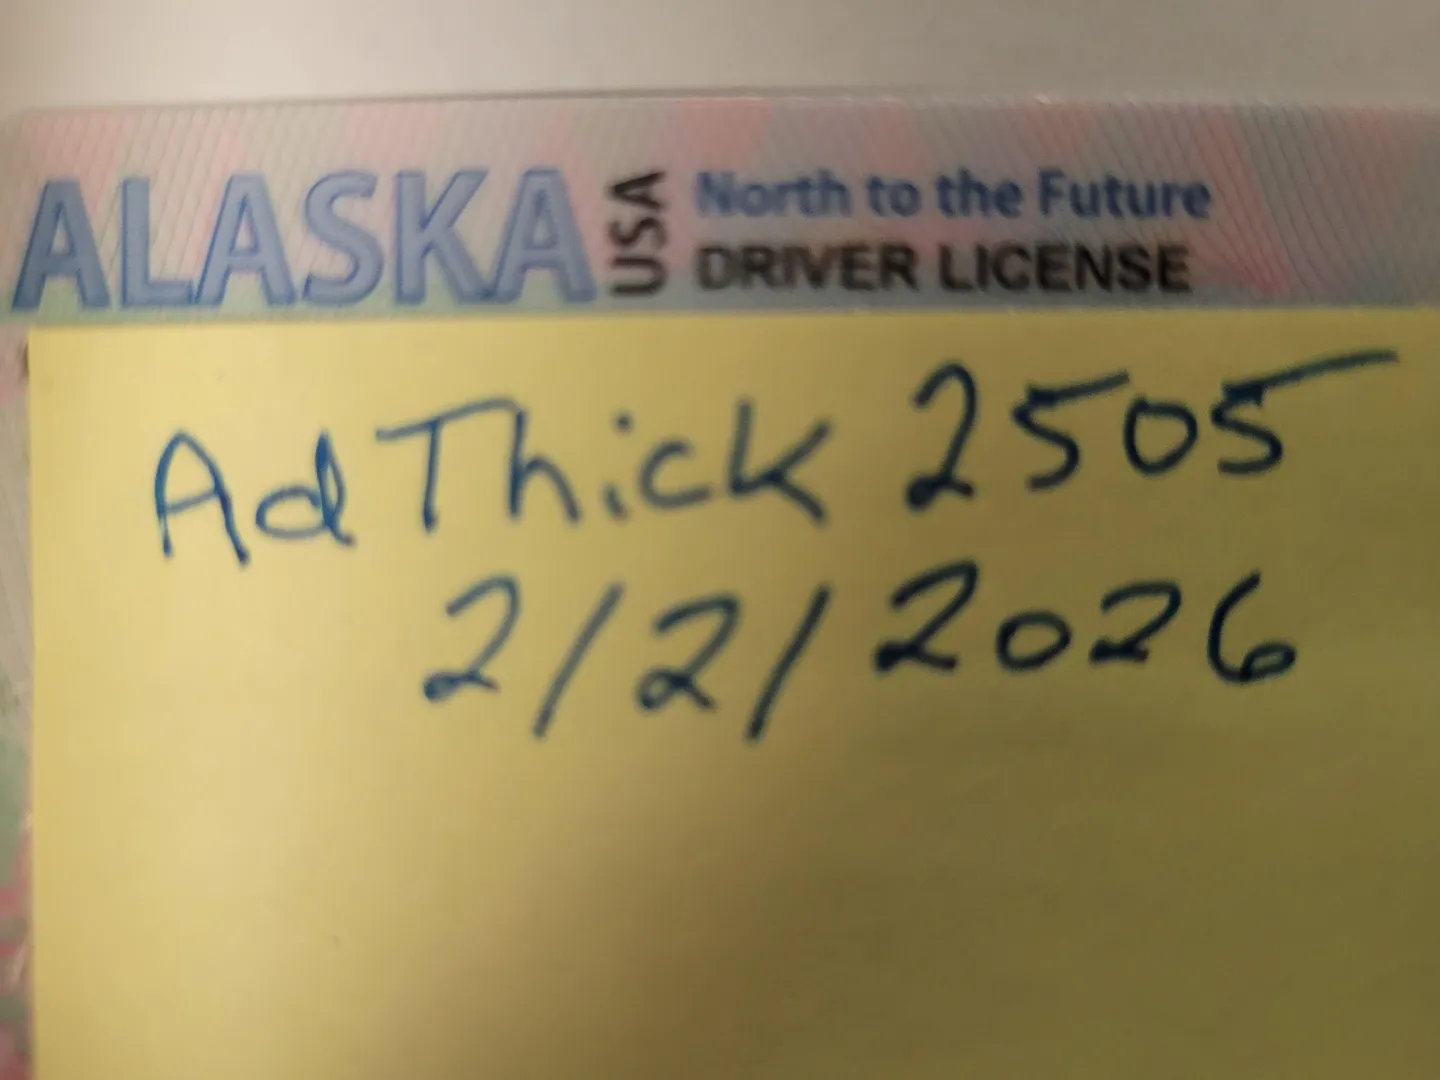 ALASKA USA North to the Future
DRIVER LICENSE
AdThick 2505
2/2/2026